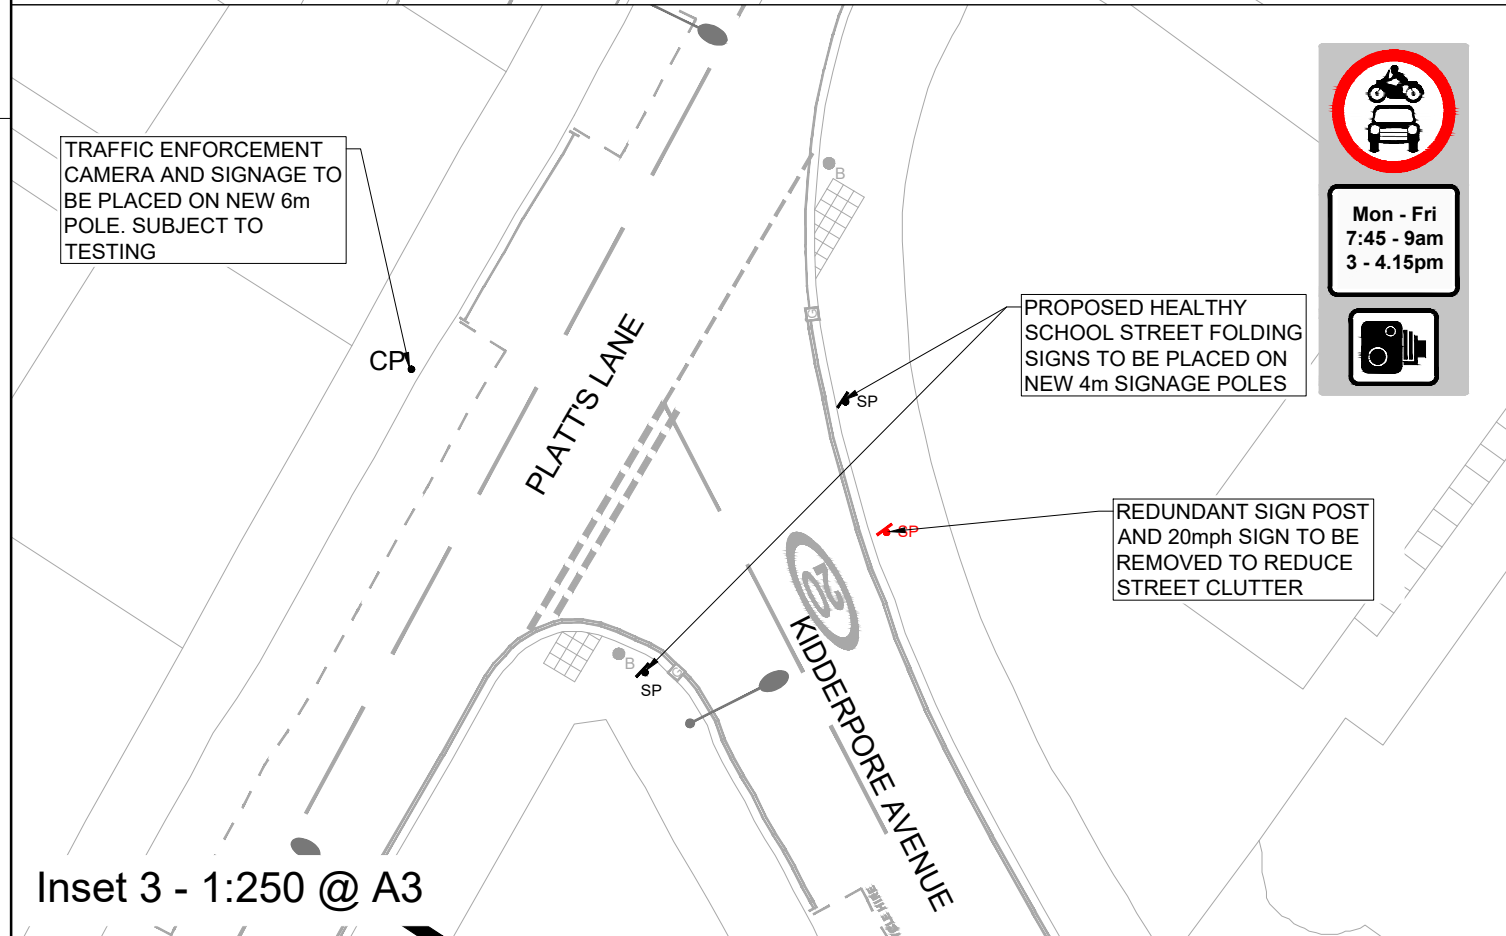 TRAFFIC ENFORCEMENT
CAMERA AND SIGNAGE TO
BE PLACED ON NEW 6m
POLE. SUBJECT TO
TESTING
Mon - Fri
7:45 - 9am
3 - 4.15pm
B
CP
PLATT'S LANE
PROPOSED HEALTHY
SCHOOL STREET FOLDING
SIGNS TO BE PLACED ON
NEW 4m SIGNAGE POLES
SP
REDUNDANT SIGN POST
AND 20mph SIGN TO BE
REMOVED TO REDUCE
STREET CLUTTER
SP
20
B
SP
KIDDERPORE AVENUE
Inset 3 - 1:250 @ A3